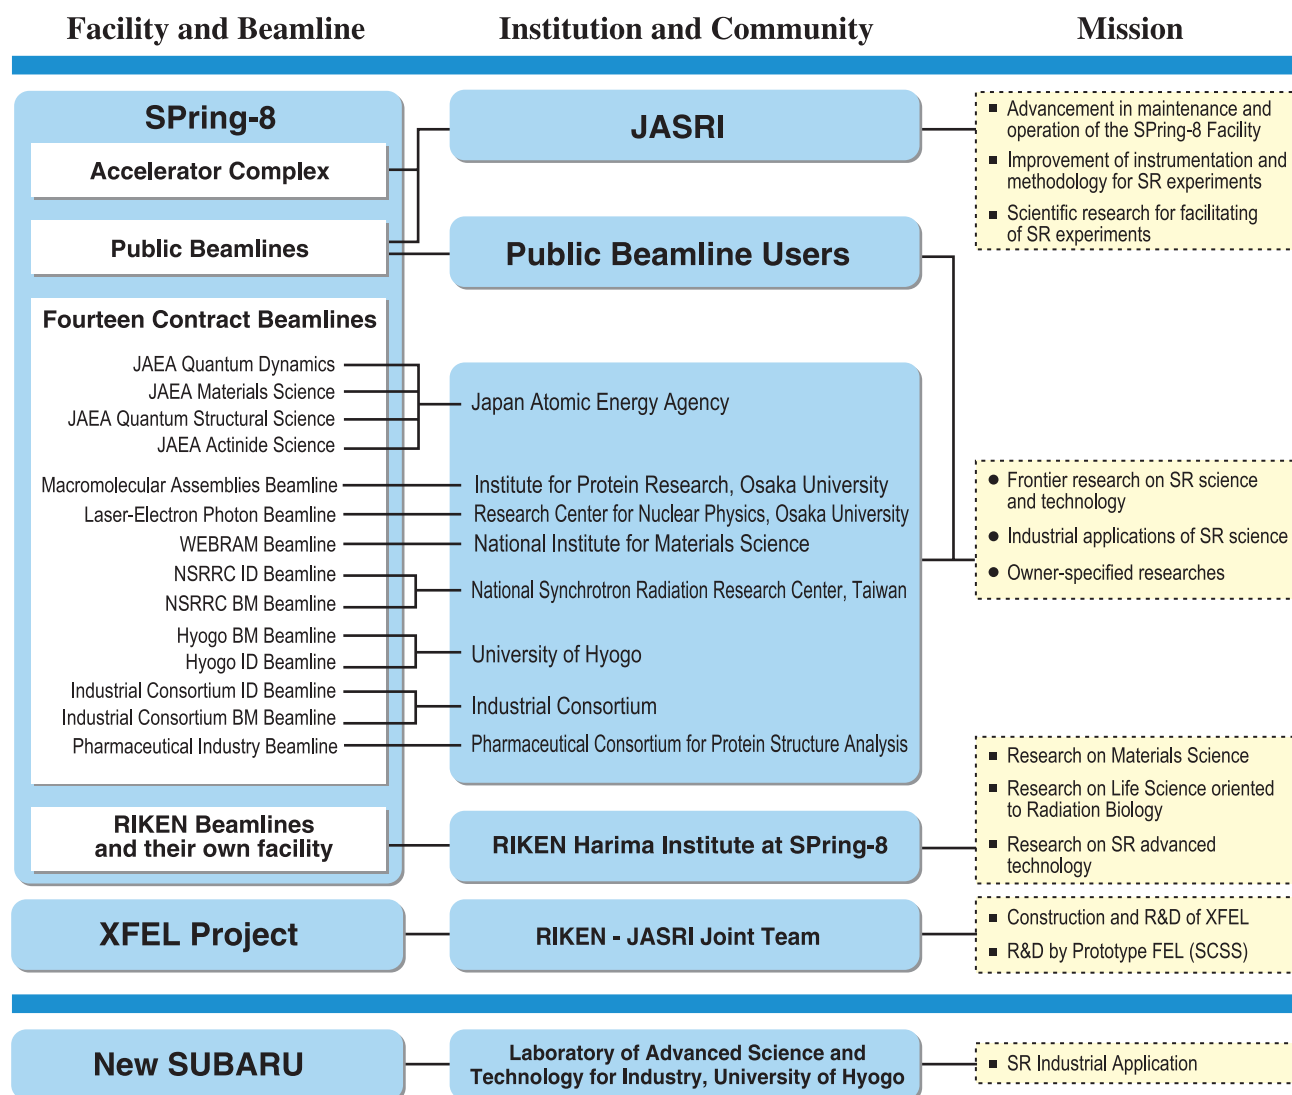 Facility and Beamline
Institution and Community
Mission
SPring-8
Accelerator Complex
Public Beamlines
Fourteen Contract Beamlines
JAEA Quantum Dynamics
JAEA Materials Science
JAEA Quantum Structural Science
JAEA Actinide Science
Macromolecular Assemblies Beamline
Laser-Electron Photon Beamline
WEBRAM Beamline
NSRRC ID Beamline
NSRRC BM Beamline
Hyogo BM Beamline
Hyogo ID Beamline
Industrial Consortium ID Beamline
Industrial Consortium BM Beamline
Pharmaceutical Industry Beamline
RIKEN Beamlines
and their own facility
JASRI
Public Beamline Users
Japan Atomic Energy Agency
Institute for Protein Research, Osaka University
Research Center for Nuclear Physics, Osaka University
National Institute for Materials Science
National Synchrotron Radiation Research Center, Taiwan
University of Hyogo
Industrial Consortium
Pharmaceutical Consortium for Protein Structure Analysis
RIKEN Harima Institute at SPring-8
▪ Advancement in maintenance and
operation of the SPring-8 Facility
▪ Improvement of instrumentation and
methodology for SR experiments
▪ Scientific research for facilitating
of SR experiments
● Frontier research on SR science
and technology
● Industrial applications of SR science
● Owner-specified researches
▪ Research on Materials Science
▪ Research on Life Science oriented
to Radiation Biology
▪ Research on SR advanced
technology
XFEL Project
RIKEN - JASRI Joint Team
▪ Construction and R&D of XFEL
▪ R&D by Prototype FEL (SCSS)
New SUBARU
Laboratory of Advanced Science and
Technology for Industry, University of Hyogo
▪ SR Industrial Application